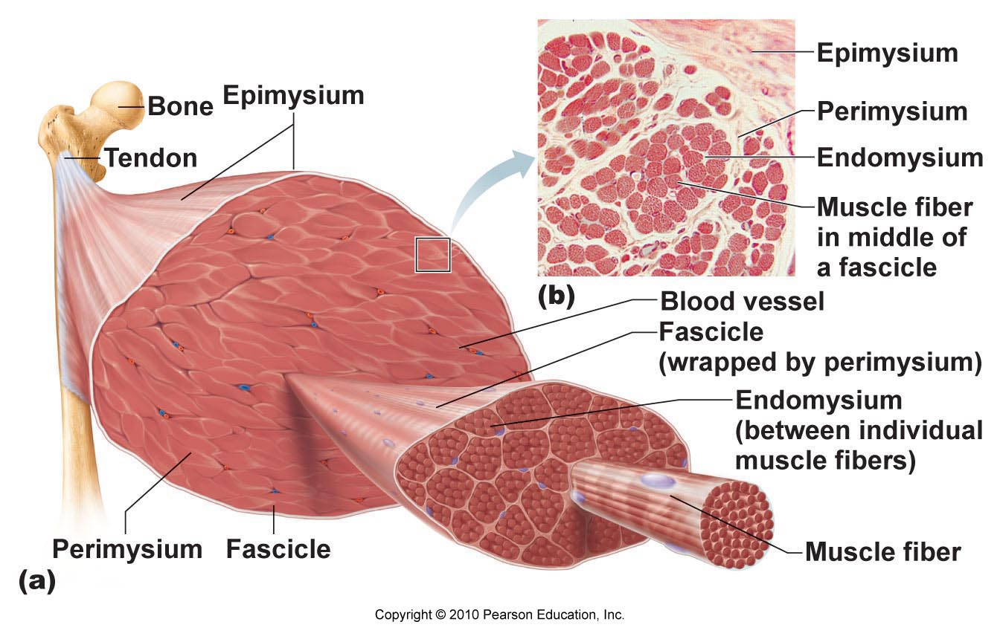 Bone
Epimysium
Tendon
Epimysium
Perimysium
Endomysium
Muscle fiber
in middle of
a fascicle
(b)
Blood vessel
Fascicle
(wrapped by perimysium)
Endomysium
(between individual
muscle fibers)
Perimysium
Fascicle
Muscle fiber
(a)
Copyright © 2010 Pearson Education, Inc.